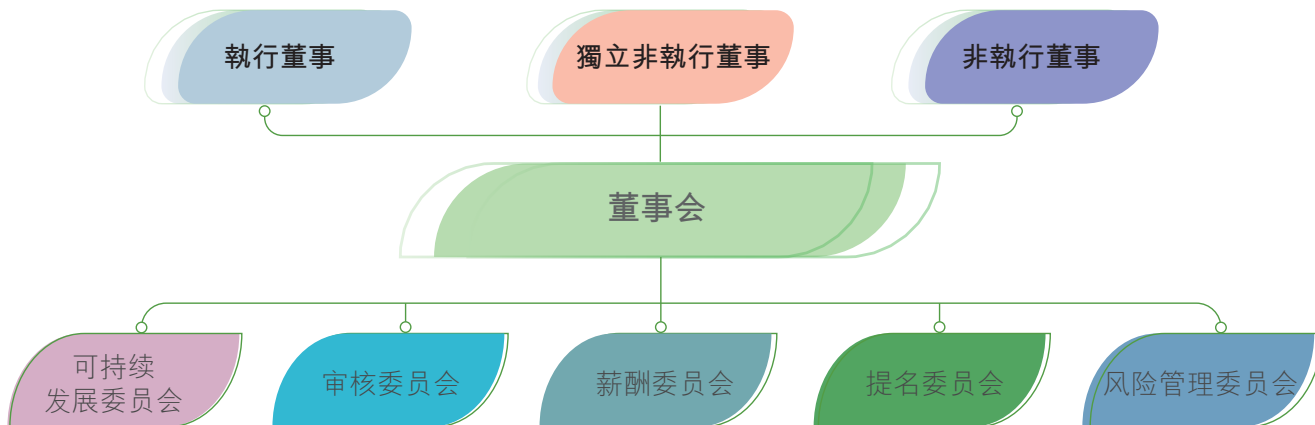 執行董事
獨立非執行董事
非執行董事
董事会
可持续
发展委员会
审核委员会
薪酬委员会
提名委员会
风险管理委员会